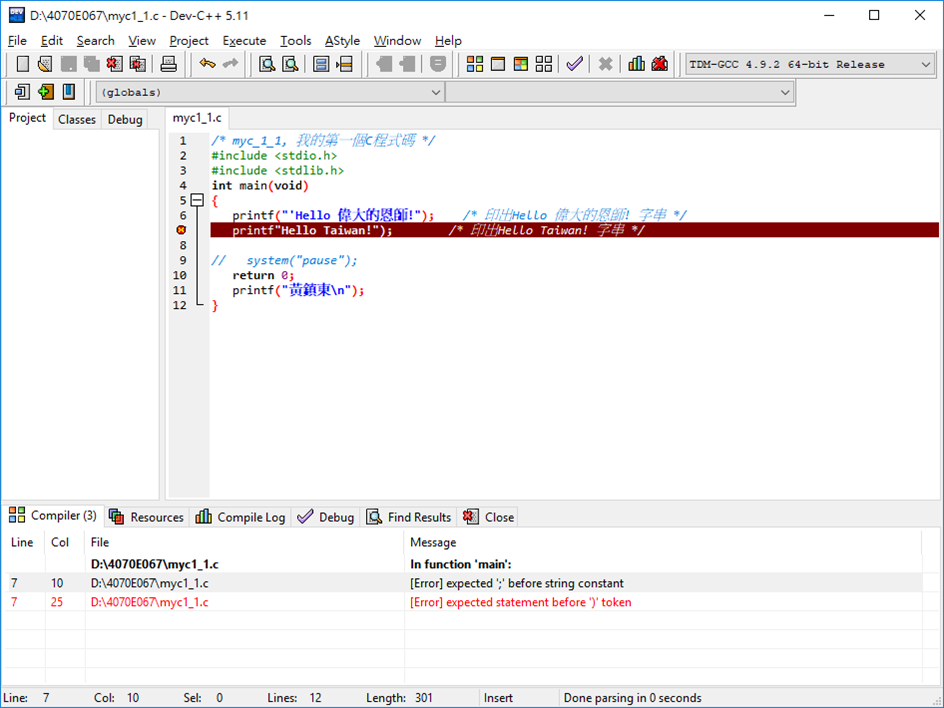 D:\4070E067\myc1_1.c - Dev-C++ 5.11
File Edit Search View Project Execute Tools AStyle Window Help
TDM-GCC 4.9.2 64-bit Release
(globals)
Project Classes Debug myc1_1.c
1 /* myc_1_1, 我的第一個C程式碼 */
2 #include <stdio.h>
3 #include <stdlib.h>
4 int main(void)
5 {
6 printf("'Hello 偉大的恩師!"); /* 印出Hello 偉大的恩師! 字串 */
printf"Hello Taiwan!"); /* 印出Hello Taiwan! 字串 */
8
9 // system("pause");
10 return 0;
11 printf("黃鎮東\n");
12 }
Compiler (3) Resources Compile Log Debug Find Results Close
Line Col File Message
D:\4070E067\myc1_1.c In function 'main':
7 10 D:\4070E067\myc1_1.c [Error] expected ';' before string constant
7 25 D:\4070E067\myc1_1.c [Error] expected statement before ')' token
Line: 7 Col: 10 Sel: 0 Lines: 12 Length: 301 Insert Done parsing in 0 seconds